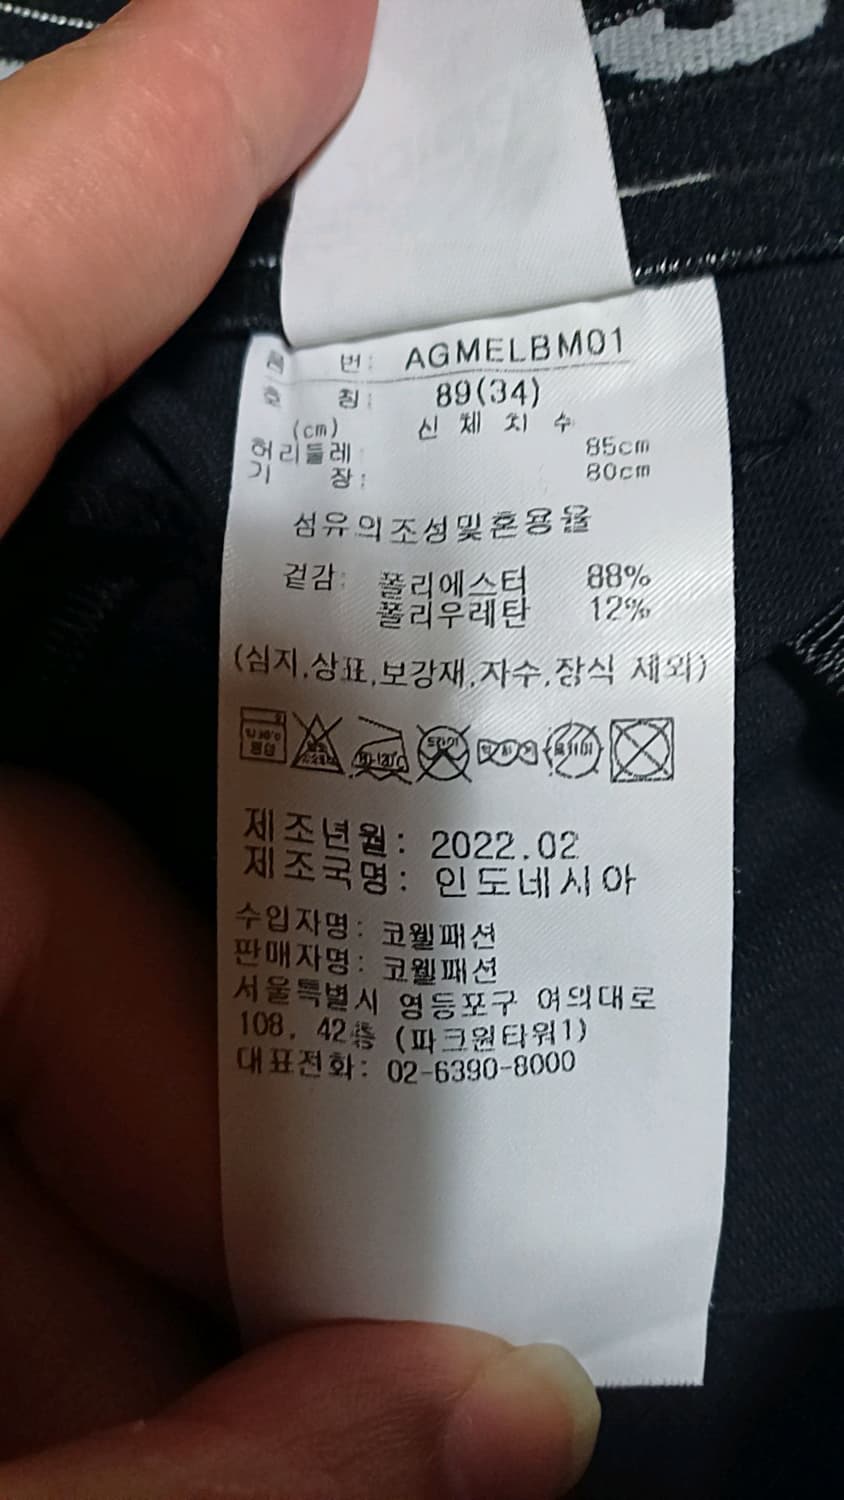 품 번: AGMELBM01
호 칭: 89(34)
(cm) 신 체 치 수
허리둘레 85cm
기 장: 80cm
섬유의조성및혼용율
겉감: 폴리에스터 88%
폴리우레탄 12%
(심지,상표,보강재,자수,장식 제외)
제조년월: 2022.02
제조국명: 인도네시아
수입자명: 코웰패션
판매자명: 코웰패션
서울특별시 영등포구 여의대로
108, 42층 (파크원타워1)
대표전화: 02-6390-8000